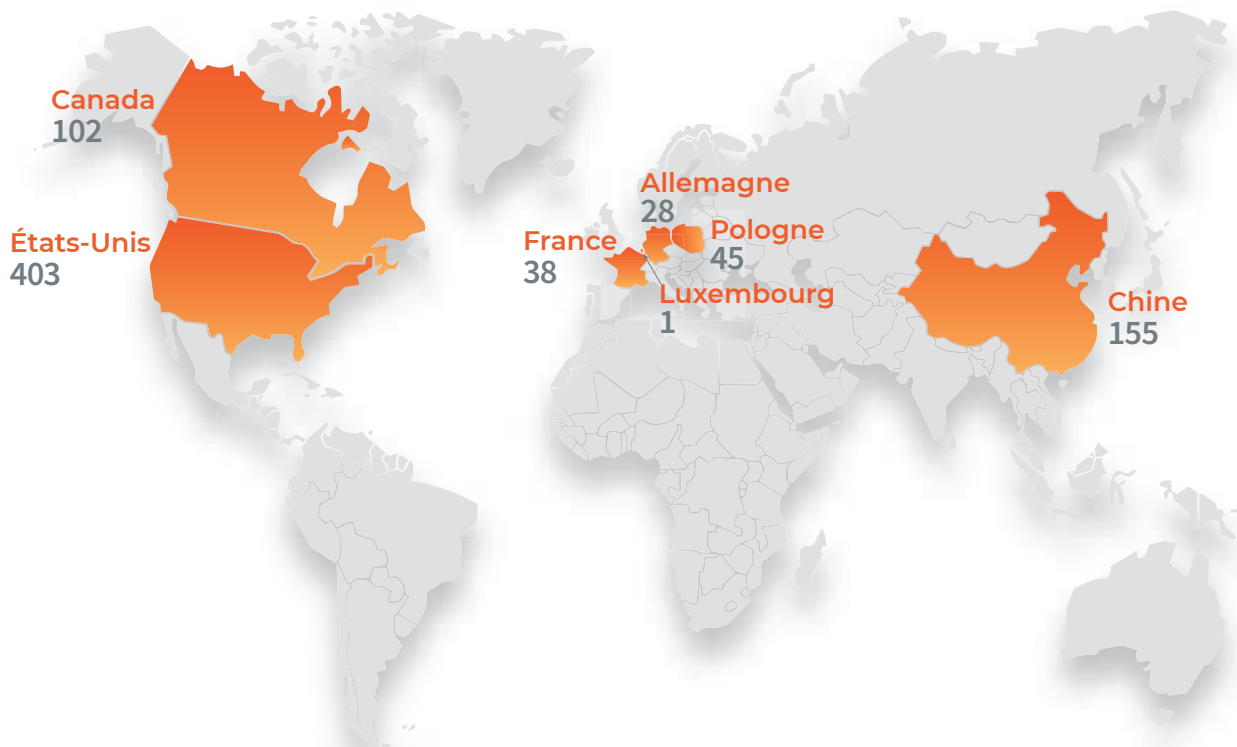 Canada
102
États-Unis
403
Allemagne
28
France
38
Pologne
45
Luxembourg
1
Chine
155